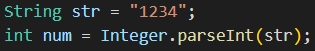 String str = "1234";
int num = Integer.parseInt(str);